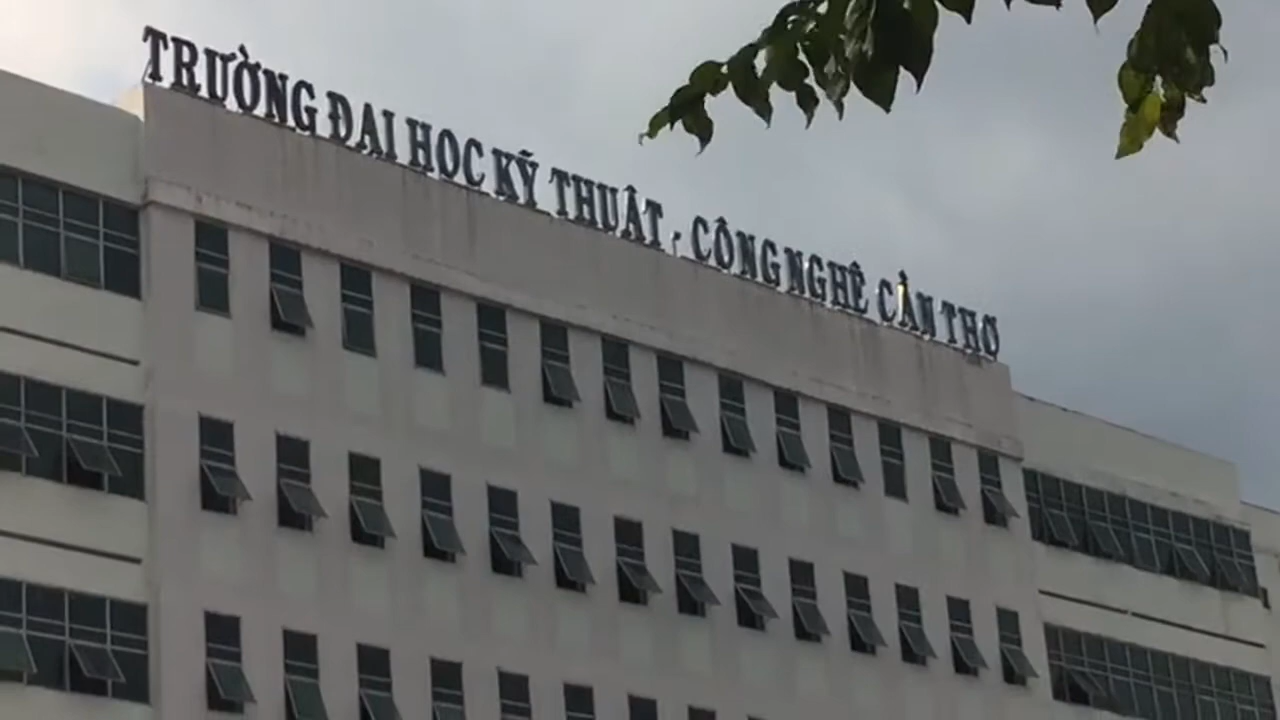 TRƯỜNG ĐẠI HỌC KỸ THUẬT - CÔNG NGHỆ CẦN THƠ